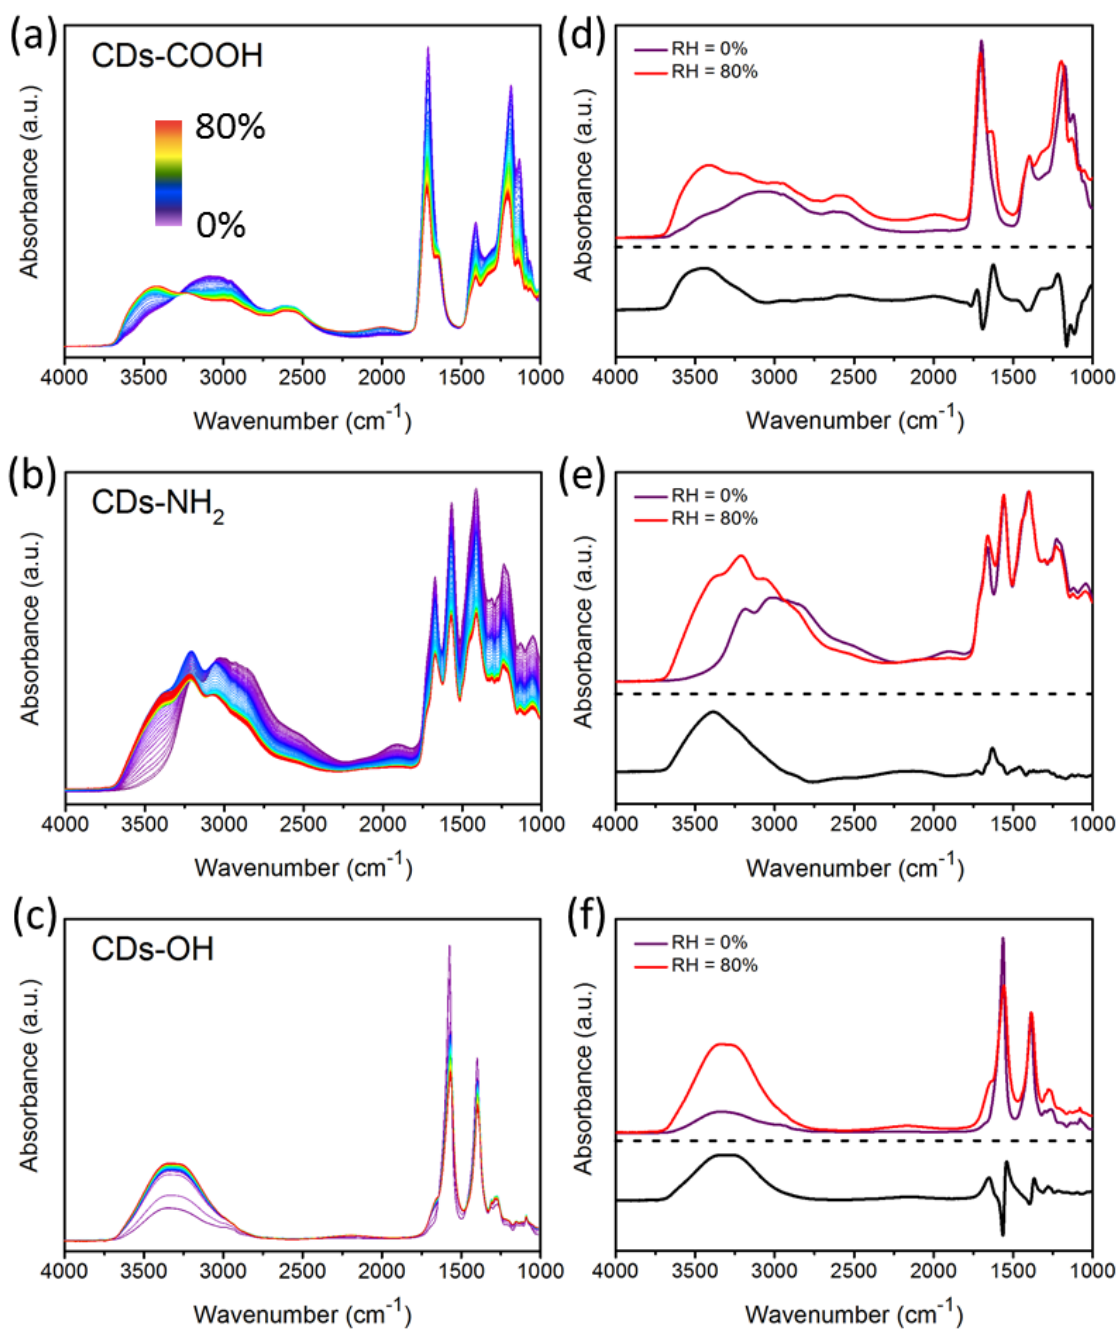 (a)
CDs-COOH
80%
0%
Absorbance (a.u.)
4000 3500 3000 2500 2000 1500 1000
Wavenumber (cm⁻¹)
(d)
RH = 0%
RH = 80%
Absorbance (a.u.)
4000 3500 3000 2500 2000 1500 1000
Wavenumber (cm⁻¹)
(b)
CDs-NH₂
Absorbance (a.u.)
4000 3500 3000 2500 2000 1500 1000
Wavenumber (cm⁻¹)
(e)
RH = 0%
RH = 80%
Absorbance (a.u.)
4000 3500 3000 2500 2000 1500 1000
Wavenumber (cm⁻¹)
(c)
CDs-OH
Absorbance (a.u.)
4000 3500 3000 2500 2000 1500 1000
Wavenumber (cm⁻¹)
(f)
RH = 0%
RH = 80%
Absorbance (a.u.)
4000 3500 3000 2500 2000 1500 1000
Wavenumber (cm⁻¹)